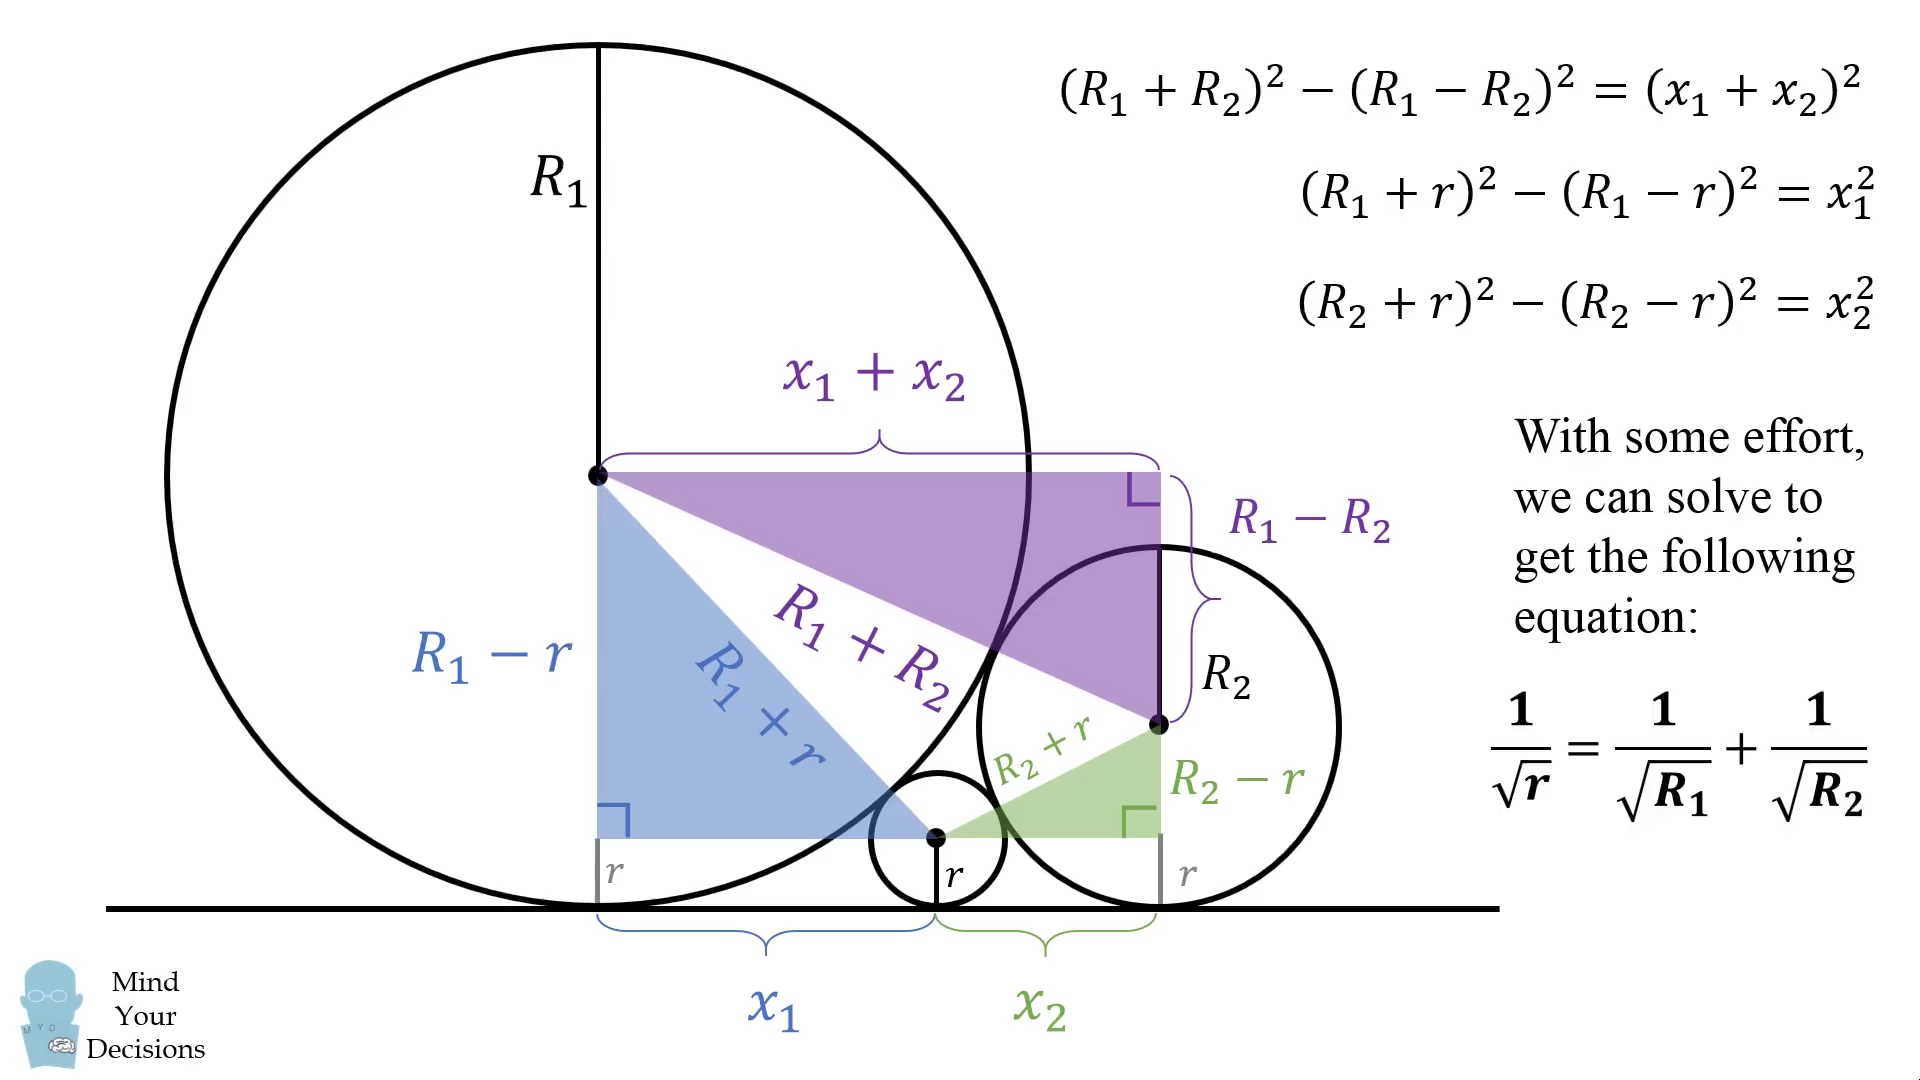 (R₁ + R₂)² − (R₁ − R₂)² = (x₁ + x₂)²
(R₁ + r)² − (R₁ − r)² = x₁²
(R₂ + r)² − (R₂ − r)² = x₂²
R₁
x₁ + x₂
R₁ − R₂
R₁ + R₂
R₁ − r
R₁ + r
R₂
R₂ + r
R₂ − r
r
r
r
x₁
x₂
With some effort,
we can solve to
get the following
equation:
1/√r = 1/√R₁ + 1/√R₂
M Y D
Mind
Your
Decisions